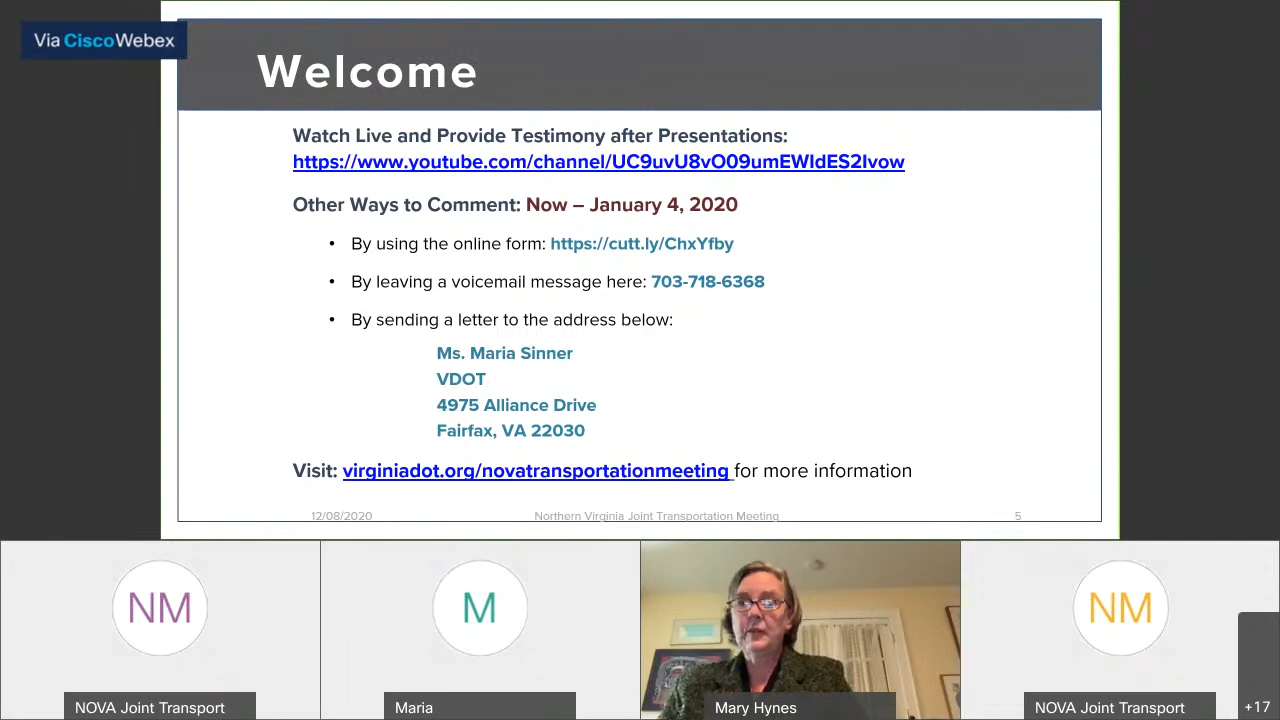 Via CiscoWebex
Welcome
Watch Live and Provide Testimony after Presentations:
https://www.youtube.com/channel/UC9uvU8vO09umEWIdES2Ivow
Other Ways to Comment: Now – January 4, 2020
• By using the online form: https://cutt.ly/ChxYfby
• By leaving a voicemail message here: 703-718-6368
• By sending a letter to the address below:
Ms. Maria Sinner
VDOT
4975 Alliance Drive
Fairfax, VA 22030
Visit: virginiadot.org/novatransportationmeeting for more information
12/08/2020 Northern Virginia Joint Transportation Meeting 5
NM M NM
NOVA Joint Transport Maria Mary Hynes NOVA Joint Transport +17